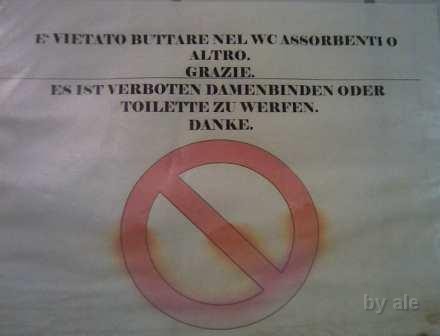 E' VIETATO BUTTARE NEL WC ASSORBENTI O
ALTRO.
GRAZIE.
ES IST VERBOTEN DAMENBINDEN ODER
TOILETTE ZU WERFEN.
DANKE.
by ale